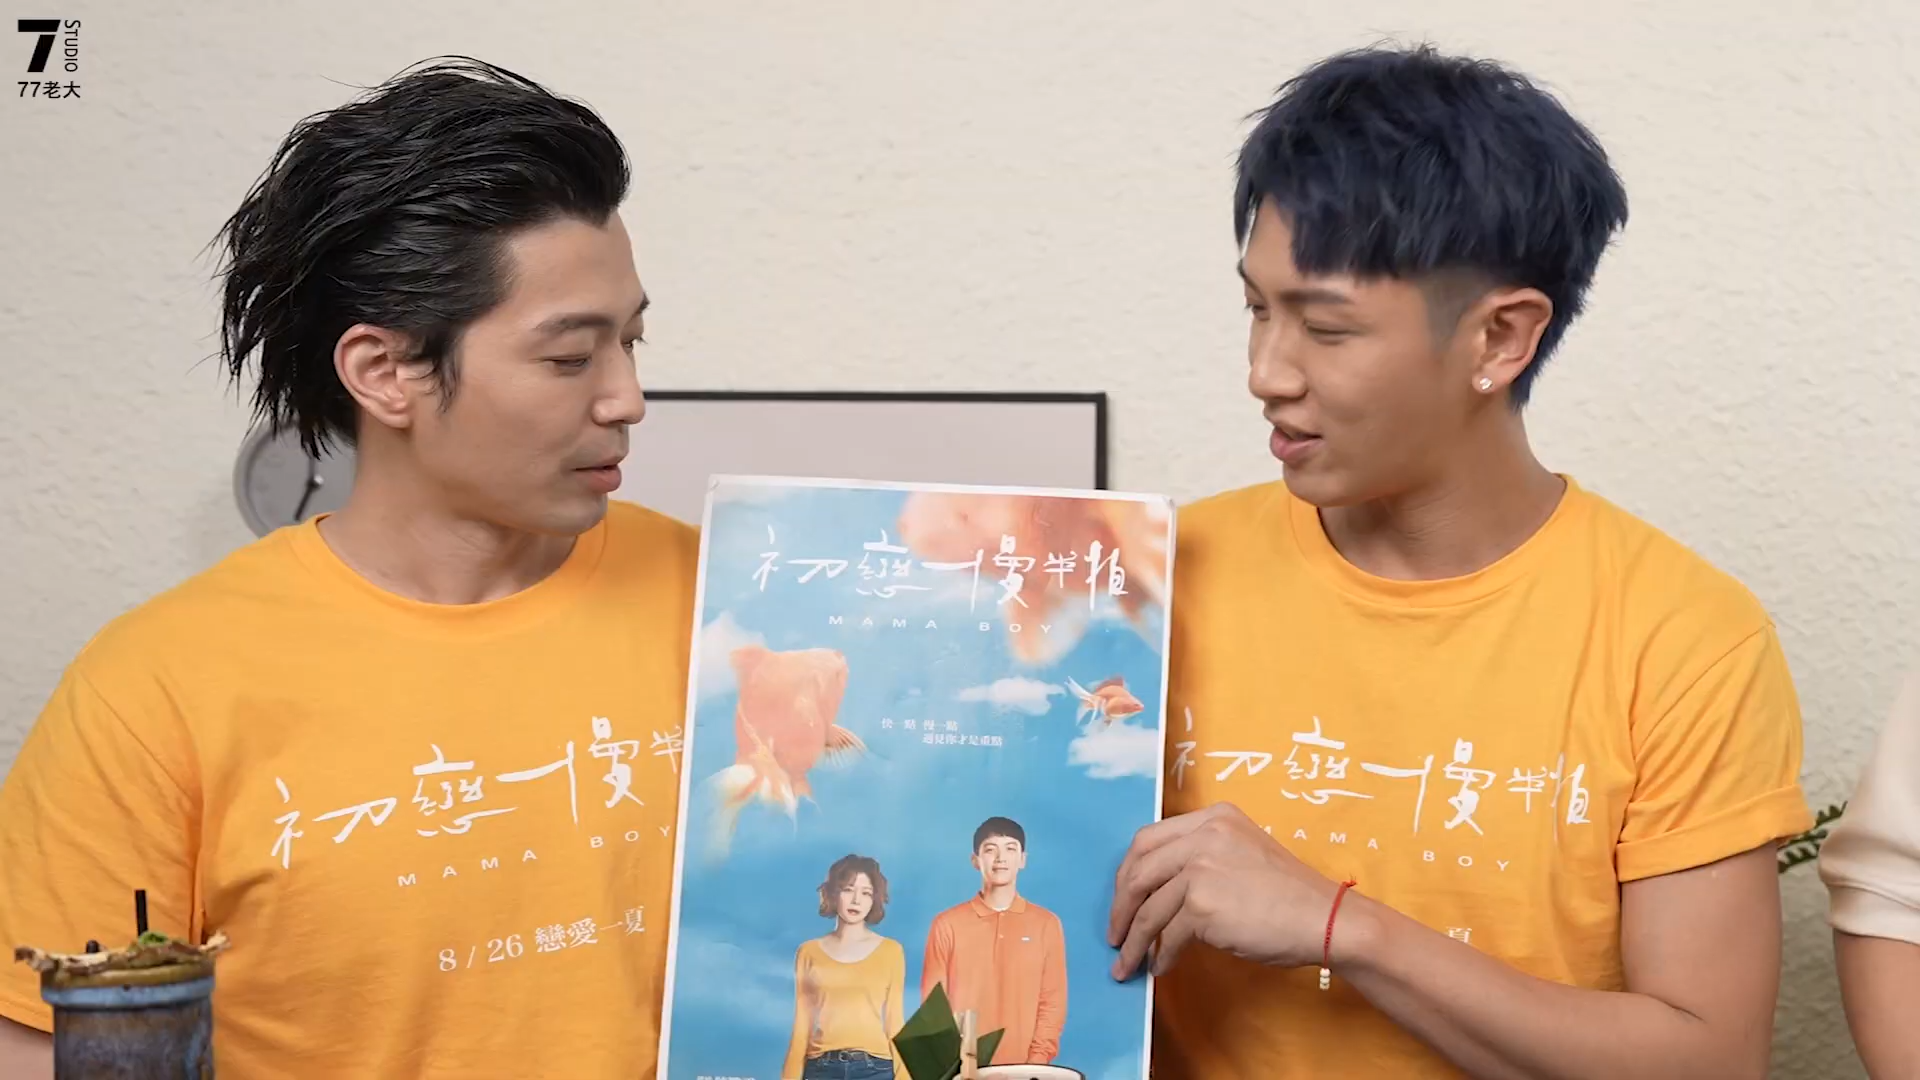 7 STUDIO
77老大
初戀慢半拍
MAMA BOY
快一點 慢一點
遇見你才是重點
初戀慢半
MAMA BOY
8/26 戀愛一夏
初戀慢半拍
MAMA BOY
夏